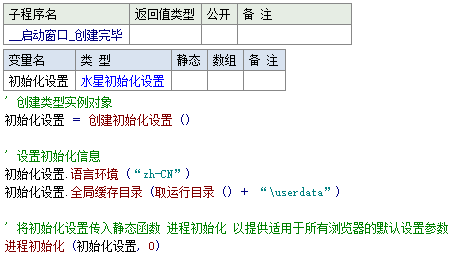 子程序名 返回值类型 公开 备 注
__启动窗口_创建完毕
变量名 类 型 静态 数组 备 注
初始化设置 水星初始化设置
' 创建类型实例对象
初始化设置 = 创建初始化设置 ()
' 设置初始化信息
初始化设置.语言环境 (“zh-CN”)
初始化设置.全局缓存目录 (取运行目录 () + “\userdata”)
' 将初始化设置传入静态函数 进程初始化 以提供适用于所有浏览器的默认设置参数
进程初始化 (初始化设置, 0)